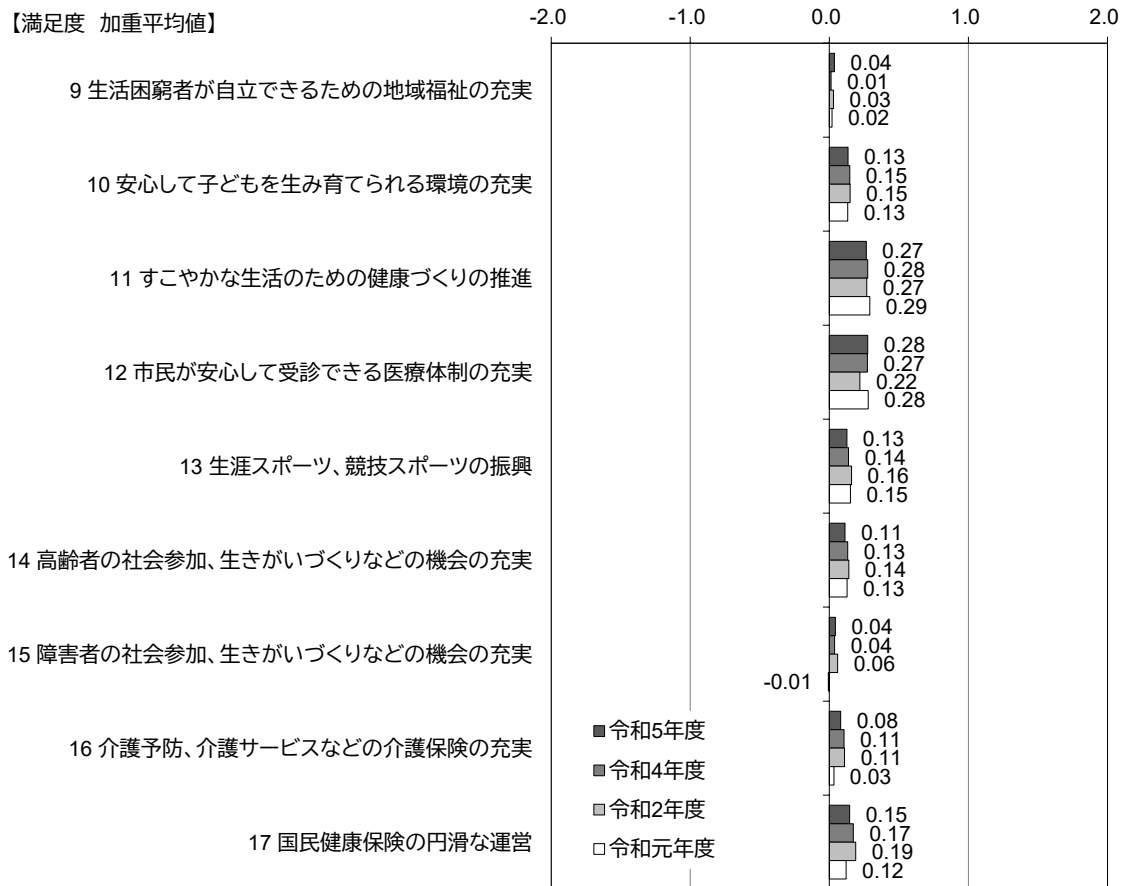 【満足度 加重平均値】
-2.0 -1.0 0.0 1.0 2.0
9 生活困窮者が自立できるための地域福祉の充実
0.04
0.01
0.03
0.02
10 安心して子どもを生み育てられる環境の充実
0.13
0.15
0.15
0.13
11 すこやかな生活のための健康づくりの推進
0.27
0.28
0.27
0.29
12 市民が安心して受診できる医療体制の充実
0.28
0.27
0.22
0.28
13 生涯スポーツ、競技スポーツの振興
0.13
0.14
0.16
0.15
14 高齢者の社会参加、生きがいづくりなどの機会の充実
0.11
0.13
0.14
0.13
15 障害者の社会参加、生きがいづくりなどの機会の充実
0.04
0.04
0.06
-0.01
16 介護予防、介護サービスなどの介護保険の充実
0.08
0.11
0.11
0.03
17 国民健康保険の円滑な運営
0.15
0.17
0.19
0.12
令和5年度
令和4年度
令和2年度
令和元年度